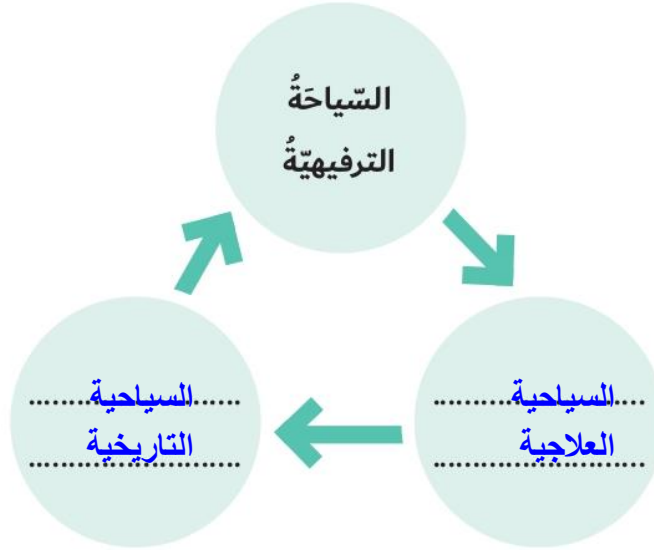 السّياحَةُ
الترفيهيّةُ
السياحية
العلاجية
السياحية
التاريخية